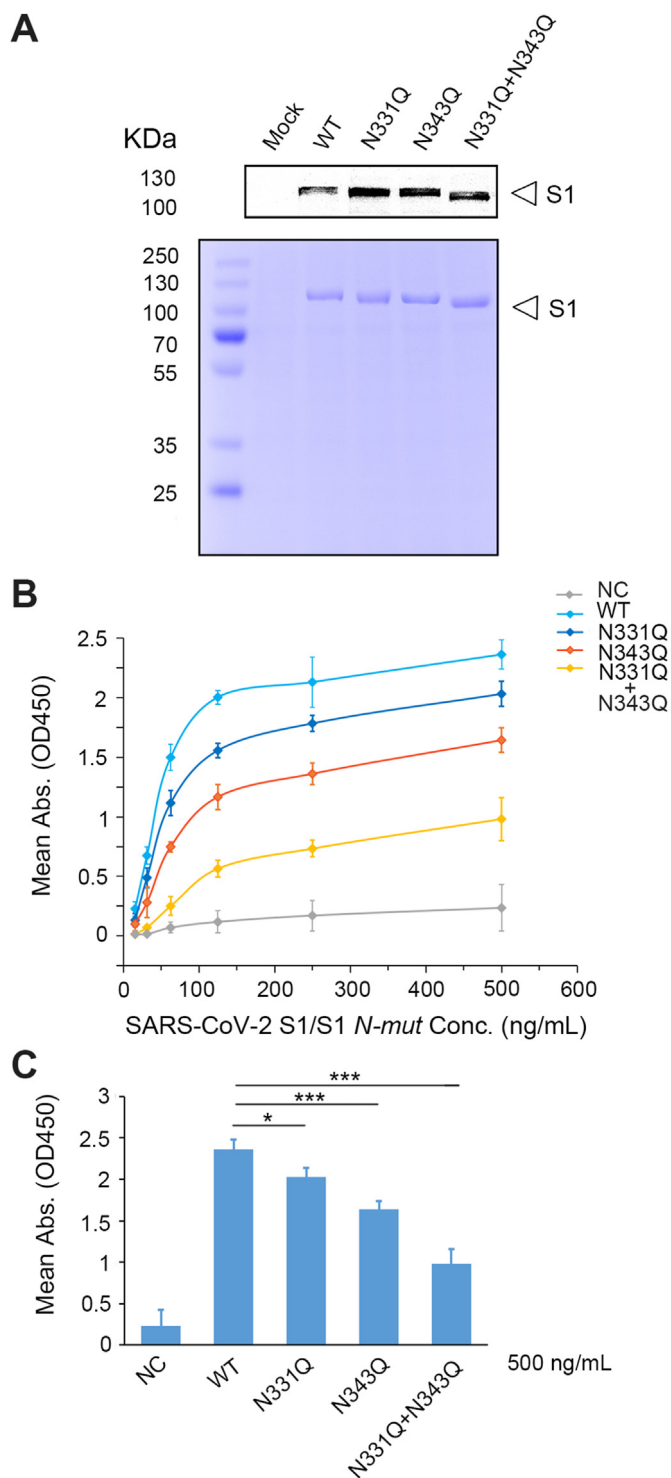 A
KDa
Mock
WT
N331Q
N343Q
N331Q+N343Q
130
100
S1
250
130
100
70
55
35
25
S1
B
NC
WT
N331Q
N343Q
N331Q
+
N343Q
Mean Abs. (OD450)
2.5
2
1.5
1
0.5
0
0 100 200 300 400 500 600
SARS-CoV-2 S1/S1 N-mut Conc. (ng/mL)
C
Mean Abs. (OD450)
3
2.5
2
1.5
1
0.5
0
***
***
*
NC
WT
N331Q
N343Q
N331Q+N343Q
500 ng/mL